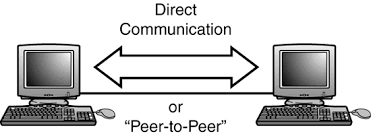 Direct
Communication
or
“Peer-to-Peer”